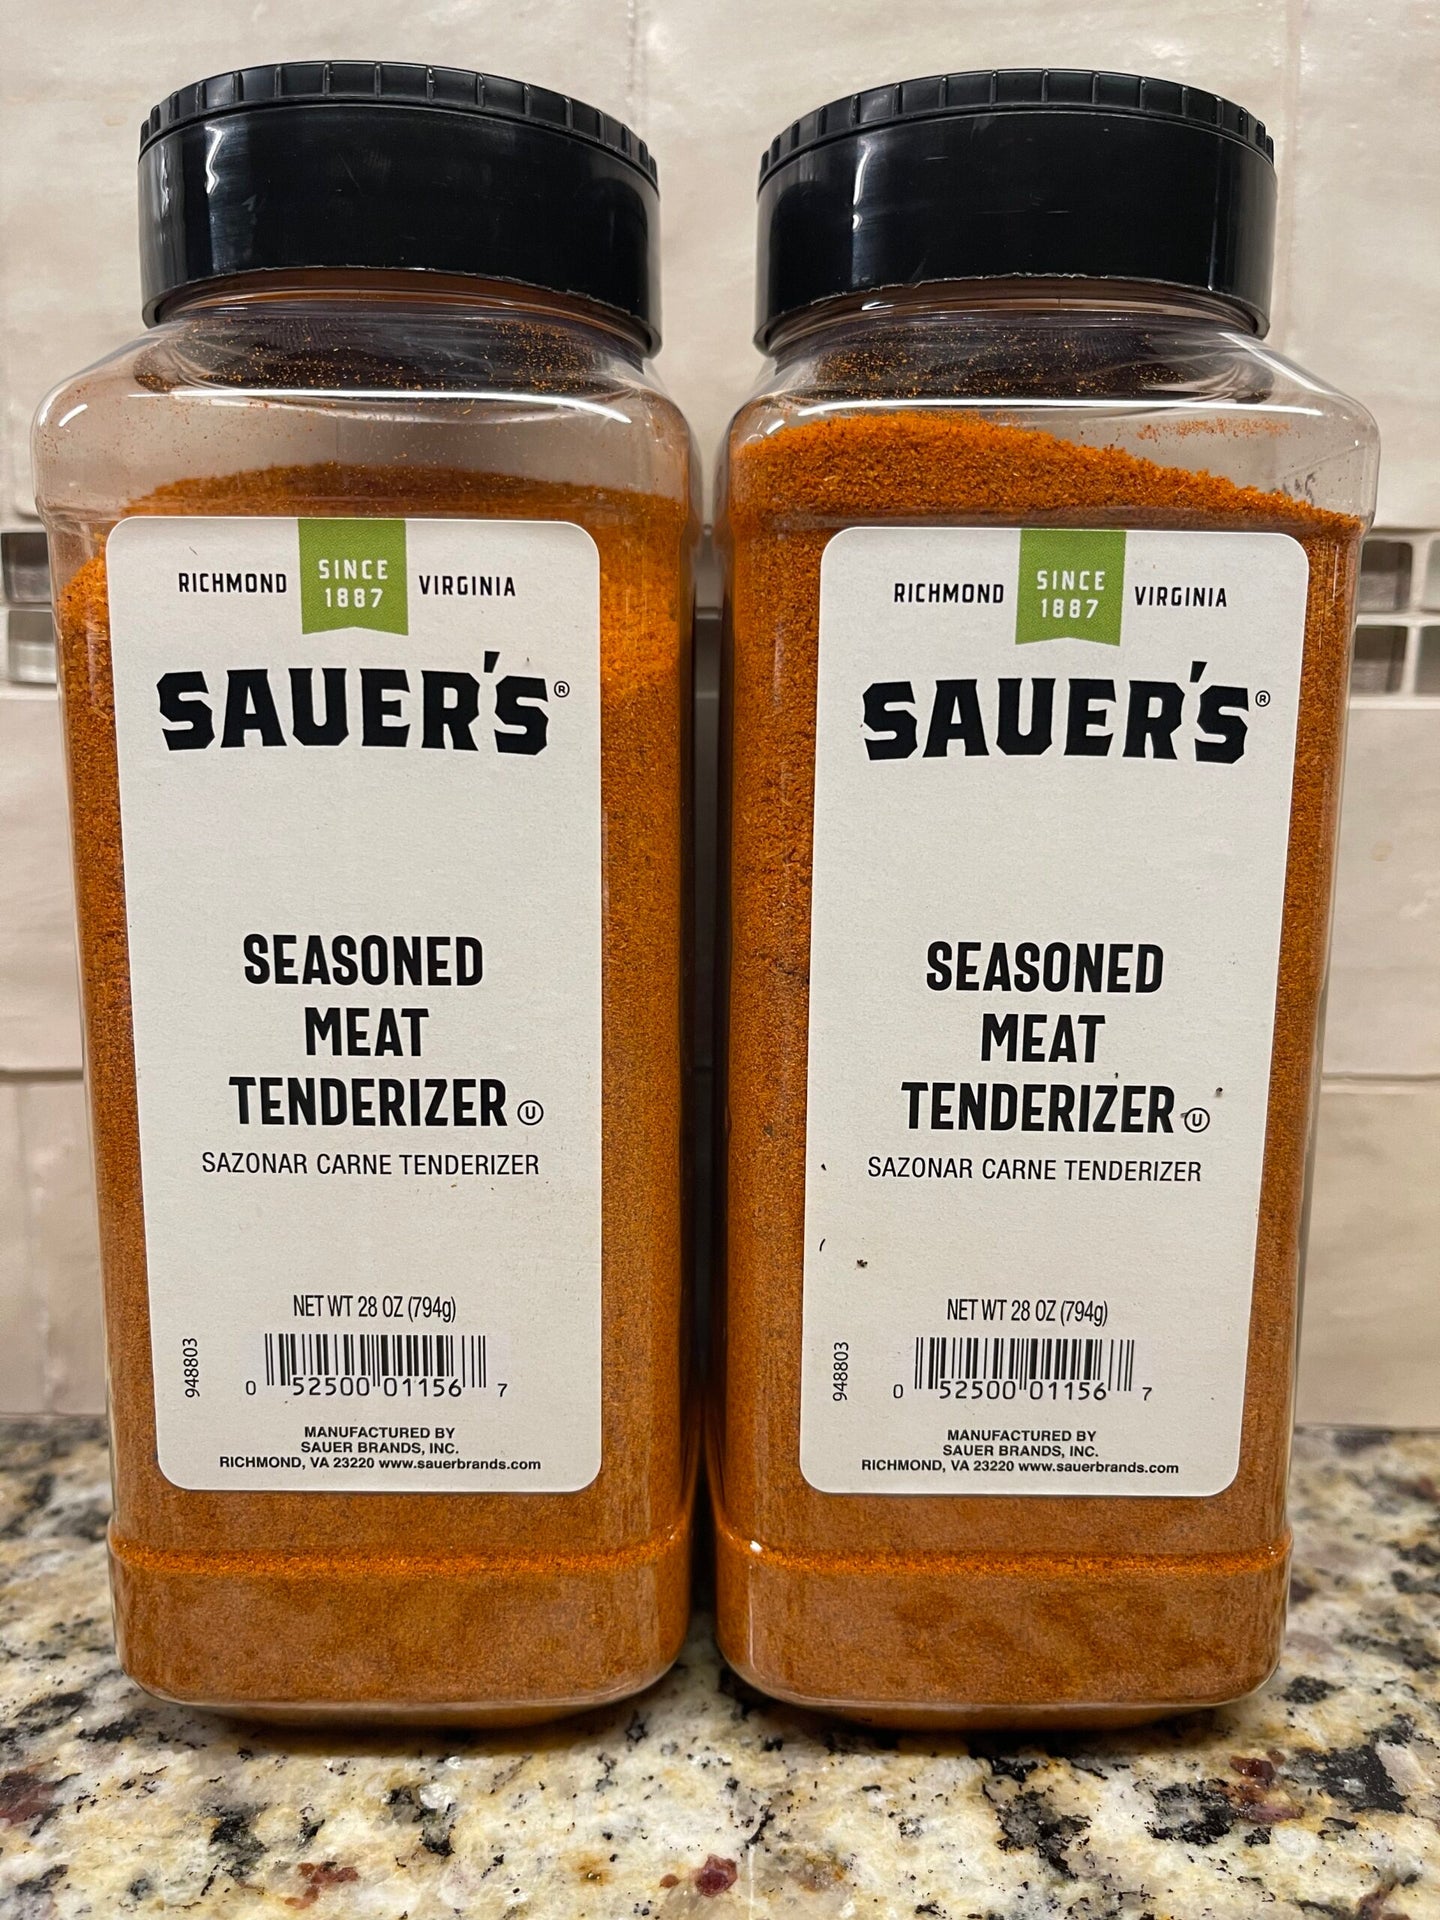 RICHMOND SINCE 1887 VIRGINIA
SAUER'S®
SEASONED
MEAT
TENDERIZER Ⓤ
SAZONAR CARNE TENDERIZER
NET WT 28 OZ (794g)
948803
0 52500 01156 7
MANUFACTURED BY
SAUER BRANDS, INC.
RICHMOND, VA 23220 www.sauerbrands.com
RICHMOND SINCE 1887 VIRGINIA
SAUER'S®
SEASONED
MEAT
TENDERIZER Ⓤ
SAZONAR CARNE TENDERIZER
NET WT 28 OZ (794g)
948803
0 52500 01156 7
MANUFACTURED BY
SAUER BRANDS, INC.
RICHMOND, VA 23220 www.sauerbrands.com